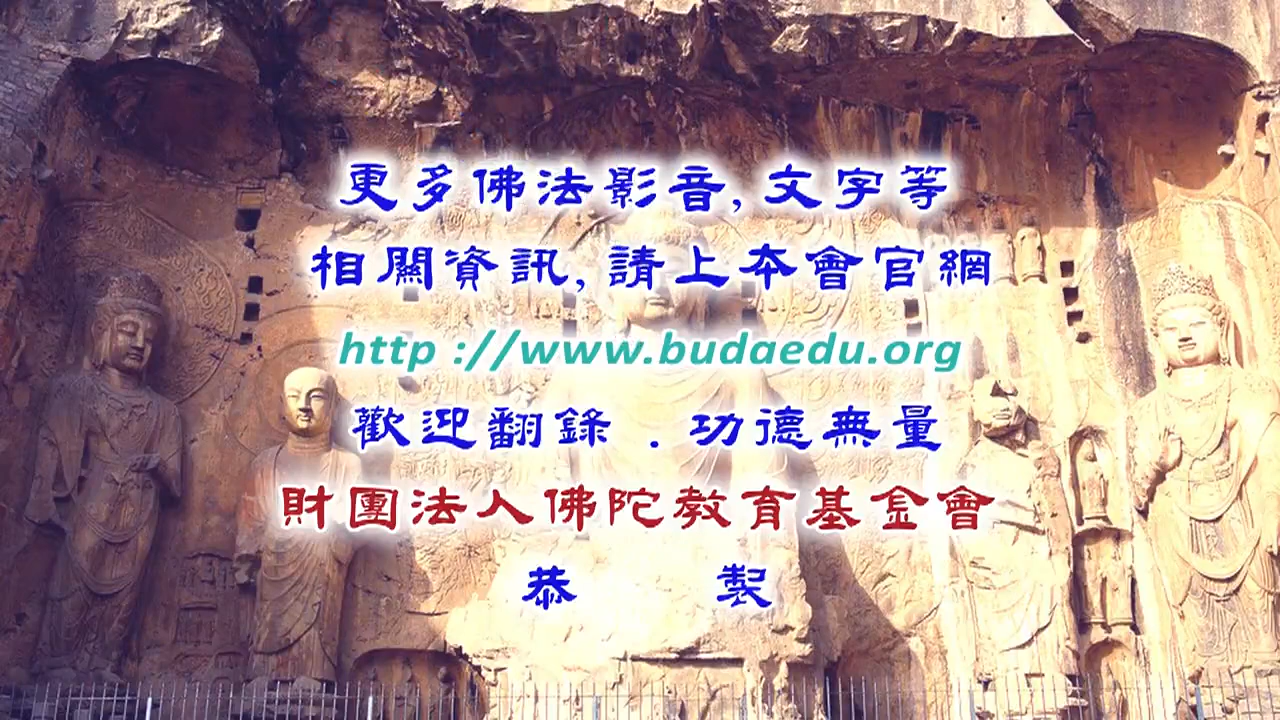 更多佛法影音,文字等
相關資訊,請上本會官網
http ://www.budaedu.org
歡迎翻錄 . 功德無量
財團法人佛陀教育基金會
恭 製